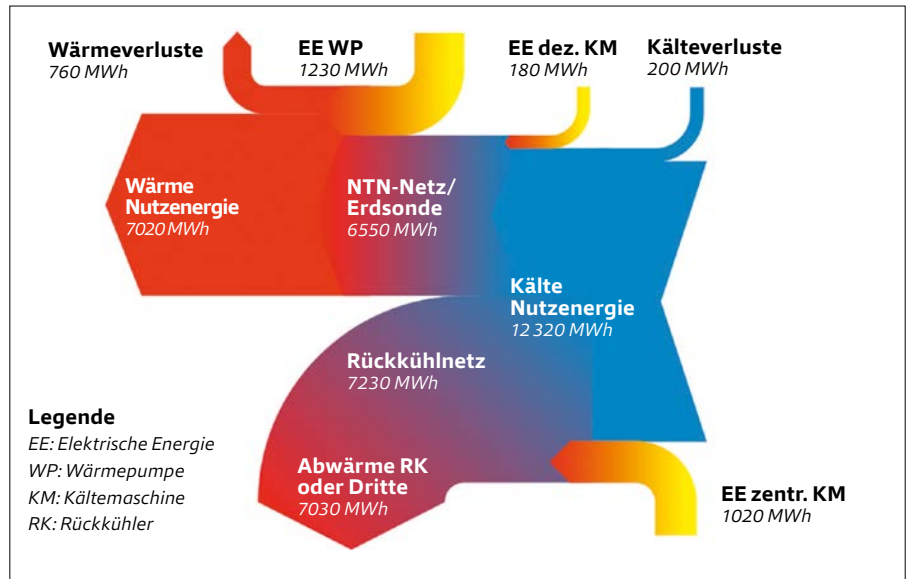 Wärmeverluste
760 MWh
EE WP
1230 MWh
EE dez. KM
180 MWh
Kälteverluste
200 MWh
Wärme
Nutzenergie
7020 MWh
NTN-Netz/
Erdsonde
6550 MWh
Kälte
Nutzenergie
12 320 MWh
Rückkühlnetz
7230 MWh
Legende
EE: Elektrische Energie
WP: Wärmepumpe
KM: Kältemaschine
RK: Rückkühler
Abwärme RK
oder Dritte
7030 MWh
EE zentr. KM
1020 MWh